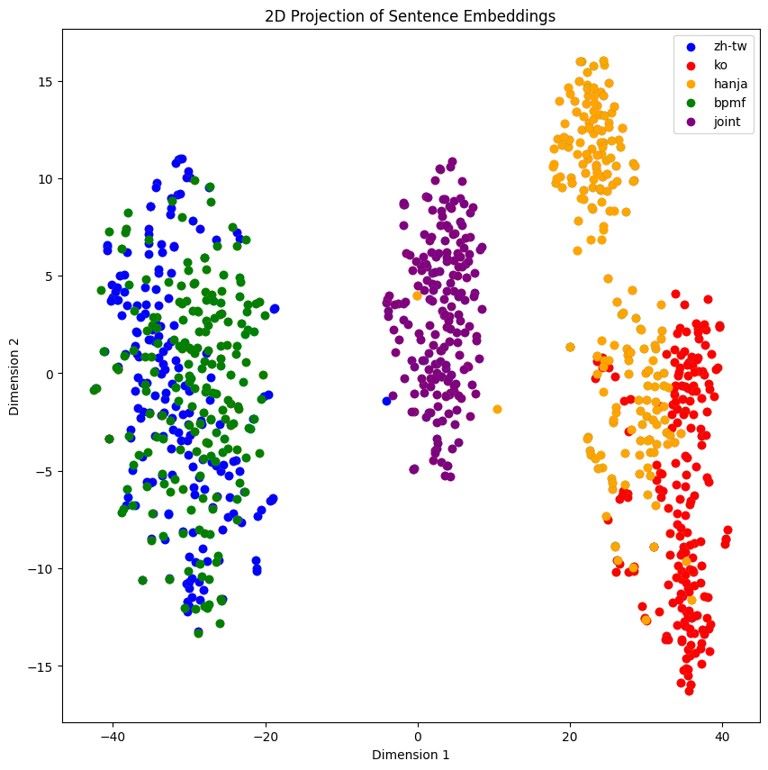 2D Projection of Sentence Embeddings
zh-tw
ko
hanja
bpmf
joint
15
10
5
0
−5
−10
−15
Dimension 2
−40
−20
0
20
40
Dimension 1